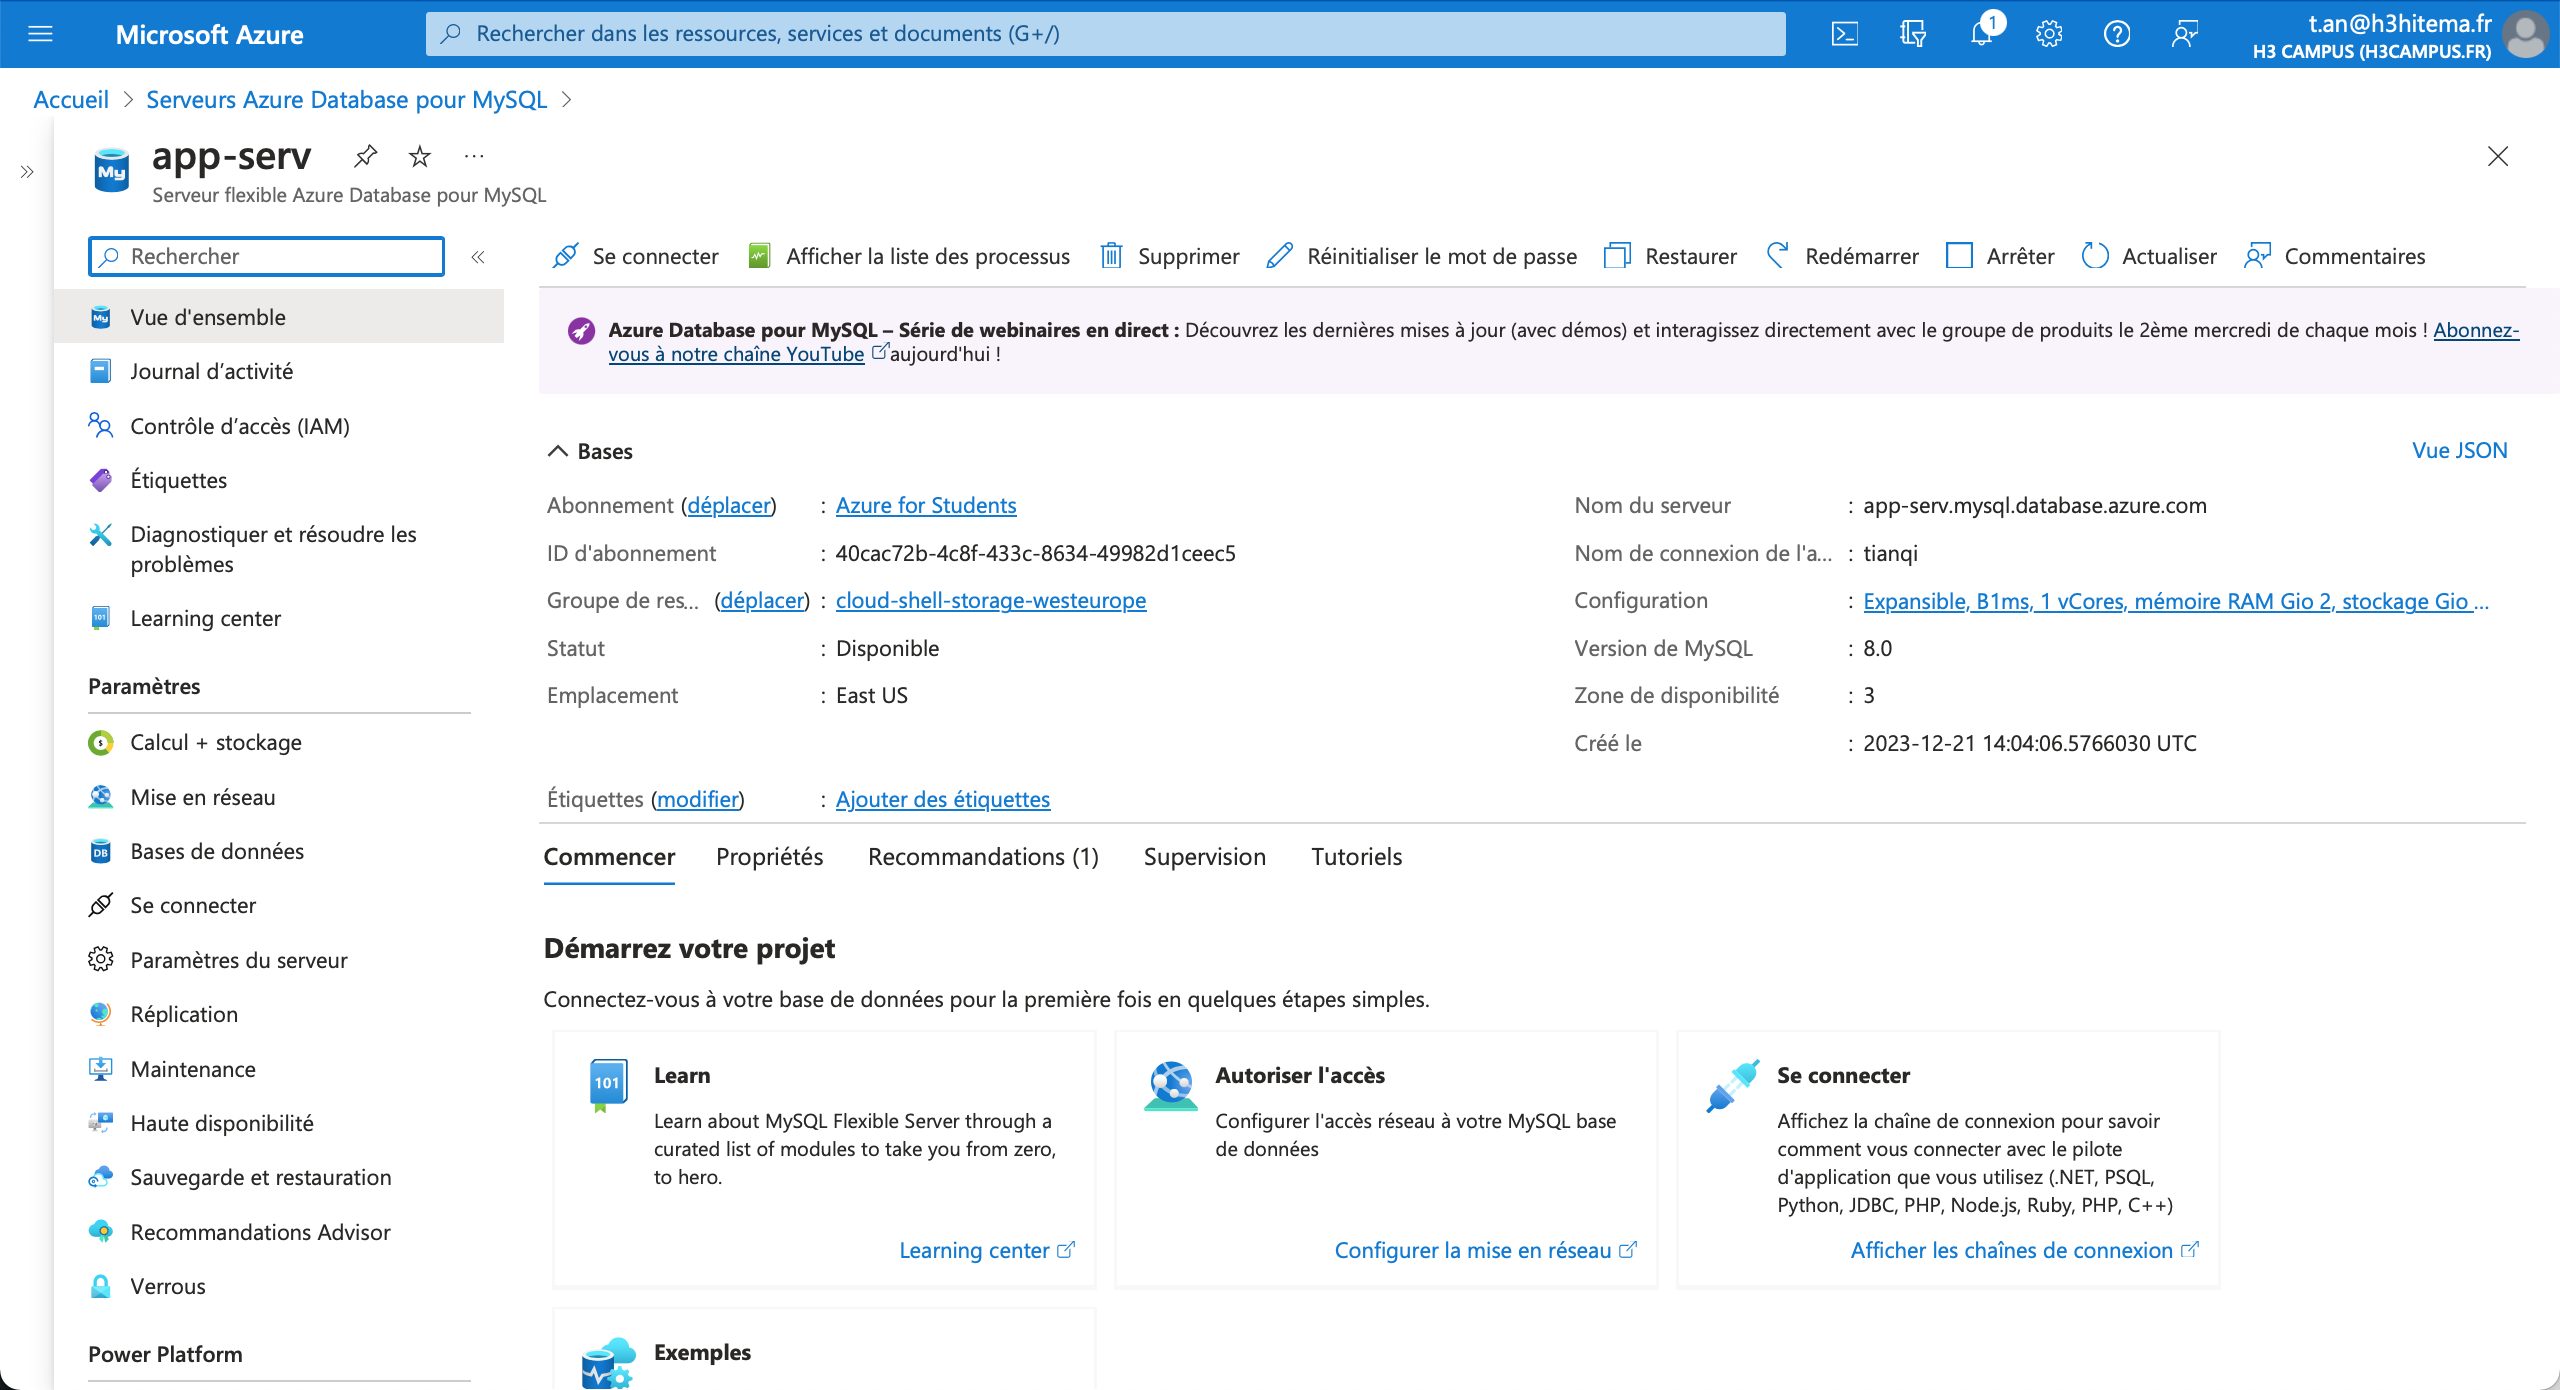 Microsoft Azure
Rechercher dans les ressources, services et documents (G+/)
1
t.an@h3hitema.fr
H3 CAMPUS (H3CAMPUS.FR)
Accueil > Serveurs Azure Database pour MySQL >
My
app-serv
Serveur flexible Azure Database pour MySQL
Rechercher
Vue d'ensemble
Journal d’activité
Contrôle d’accès (IAM)
Étiquettes
Diagnostiquer et résoudre les
problèmes
Learning center
Paramètres
Calcul + stockage
Mise en réseau
Bases de données
Se connecter
Paramètres du serveur
Réplication
Maintenance
Haute disponibilité
Sauvegarde et restauration
Recommandations Advisor
Verrous
Power Platform
Se connecter Afficher la liste des processus Supprimer Réinitialiser le mot de passe Restaurer Redémarrer Arrêter Actualiser Commentaires
Azure Database pour MySQL – Série de webinaires en direct : Découvrez les dernières mises à jour (avec démos) et interagissez directement avec le groupe de produits le 2ème mercredi de chaque mois ! Abonnez-
vous à notre chaîne YouTube aujourd'hui !
Bases
Vue JSON
Abonnement (déplacer) : Azure for Students
ID d'abonnement : 40cac72b-4c8f-433c-8634-49982d1ceec5
Groupe de res... (déplacer) : cloud-shell-storage-westeurope
Statut : Disponible
Emplacement : East US
Nom du serveur : app-serv.mysql.database.azure.com
Nom de connexion de l'a... : tianqi
Configuration : Expansible, B1ms, 1 vCores, mémoire RAM Gio 2, stockage Gio ...
Version de MySQL : 8.0
Zone de disponibilité : 3
Créé le : 2023-12-21 14:04:06.5766030 UTC
Étiquettes (modifier) : Ajouter des étiquettes
Commencer Propriétés Recommandations (1) Supervision Tutoriels
Démarrez votre projet
Connectez-vous à votre base de données pour la première fois en quelques étapes simples.
101
Learn
Learn about MySQL Flexible Server through a
curated list of modules to take you from zero,
to hero.
Learning center
Autoriser l'accès
Configurer l'accès réseau à votre MySQL base
de données
Configurer la mise en réseau
Se connecter
Affichez la chaîne de connexion pour savoir
comment vous connecter avec le pilote
d'application que vous utilisez (.NET, PSQL,
Python, JDBC, PHP, Node.js, Ruby, PHP, C++)
Afficher les chaînes de connexion
Exemples